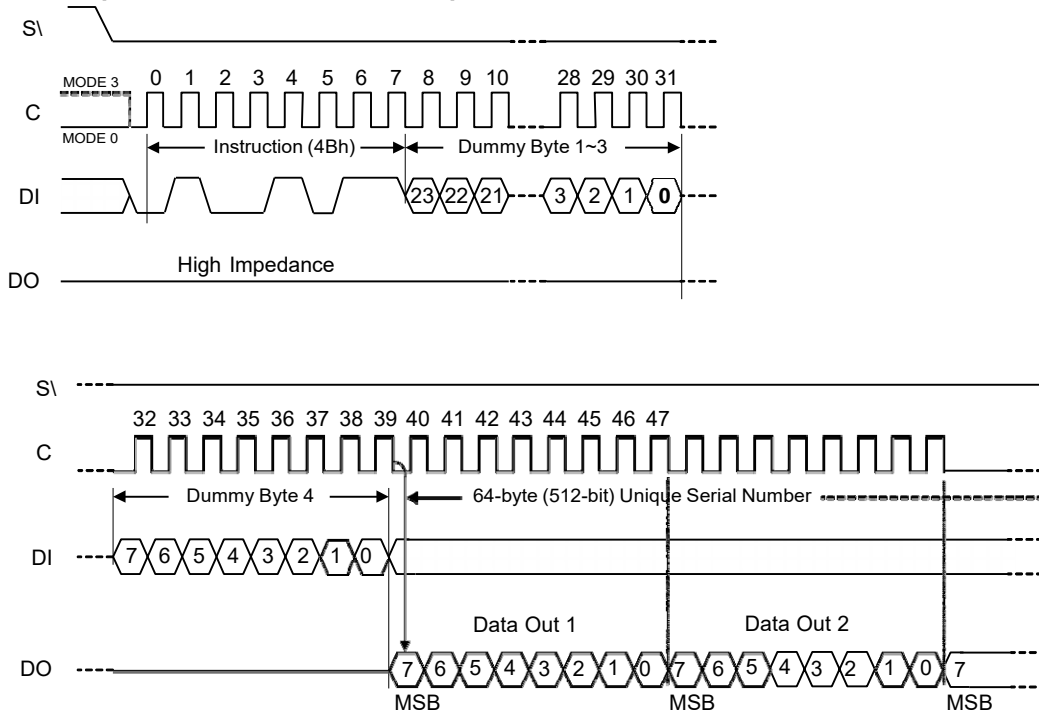 S\
MODE 3 0 1 2 3 4 5 6 7 8 9 10 28 29 30 31
C
MODE 0
Instruction (4Bh) Dummy Byte 1~3
DI 23 22 21 3 2 1 0
High Impedance
DO
S\
32 33 34 35 36 37 38 39 40 41 42 43 44 45 46 47
C
Dummy Byte 4 64-byte (512-bit) Unique Serial Number
DI 7 6 5 4 3 2 1 0
Data Out 1 Data Out 2
DO 7 6 5 4 3 2 1 0 7 6 5 4 3 2 1 0 7
MSB MSB MSB